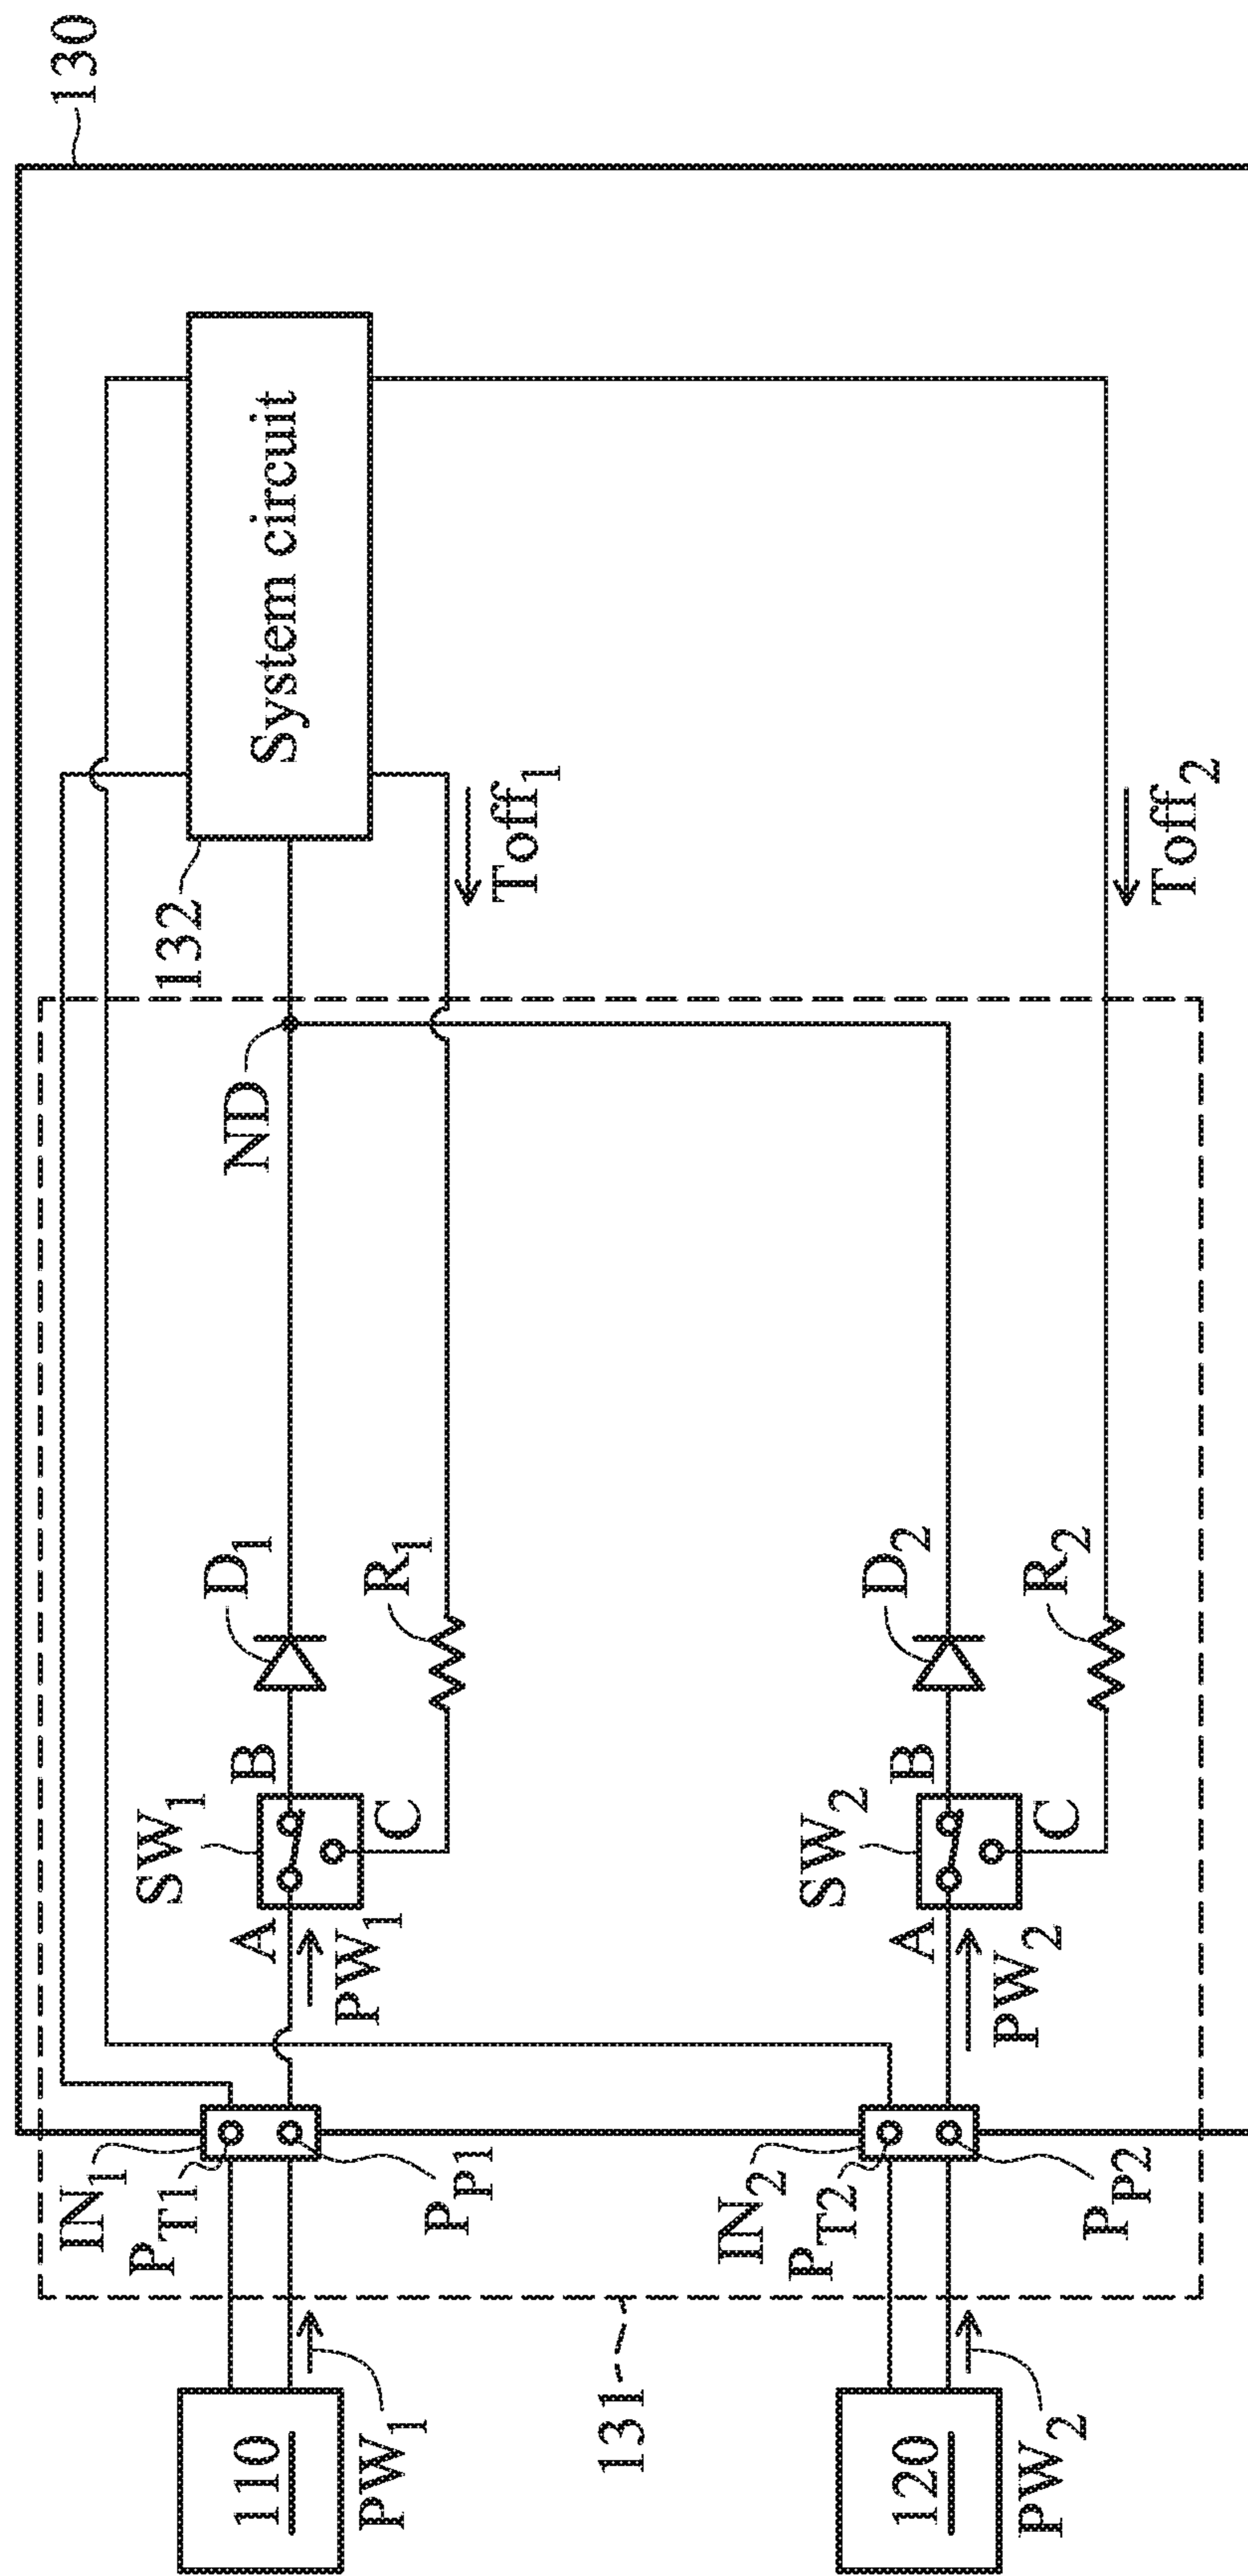 130
System circuit
132
Toff1
Toff2
ND
D1
R1
D2
R2
SW1
B
C
A
PW1
SW2
B
C
A
PW2
IN1
PT1
PP1
IN2
PT2
PP2
131
110
PW1
120
PW2